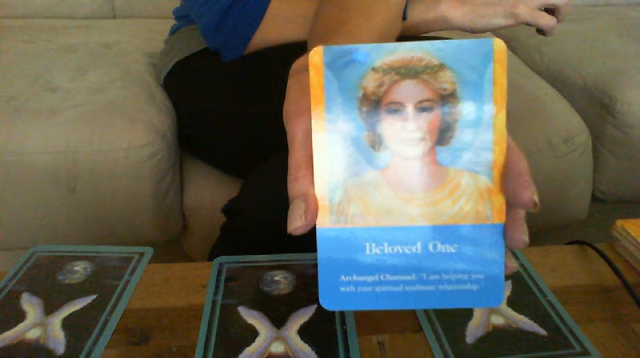 Beloved One
Archangel Chamuel: "I am helping you
with your spiritual soulmate relationship."